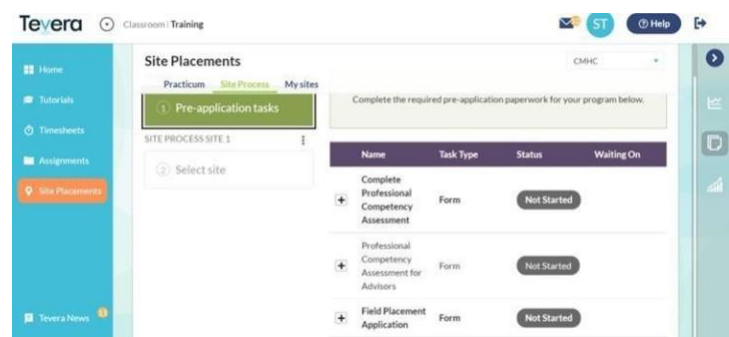 Tevera
Classroom | Training
ST
Help
Home
Tutorials
Timesheets
Assignments
Site Placements
Tevera News
Site Placements
CMHC
Practicum Site Process My sites
1 Pre-application tasks
SITE PROCESS SITE 1
2 Select site
Complete the required pre-application paperwork for your program below.
Name Task Type Status Waiting On
Complete
Professional
Competency
Assessment
Form
Not Started
Professional
Competency
Assessment for
Advisors
Form
Not Started
Field Placement
Application
Form
Not Started